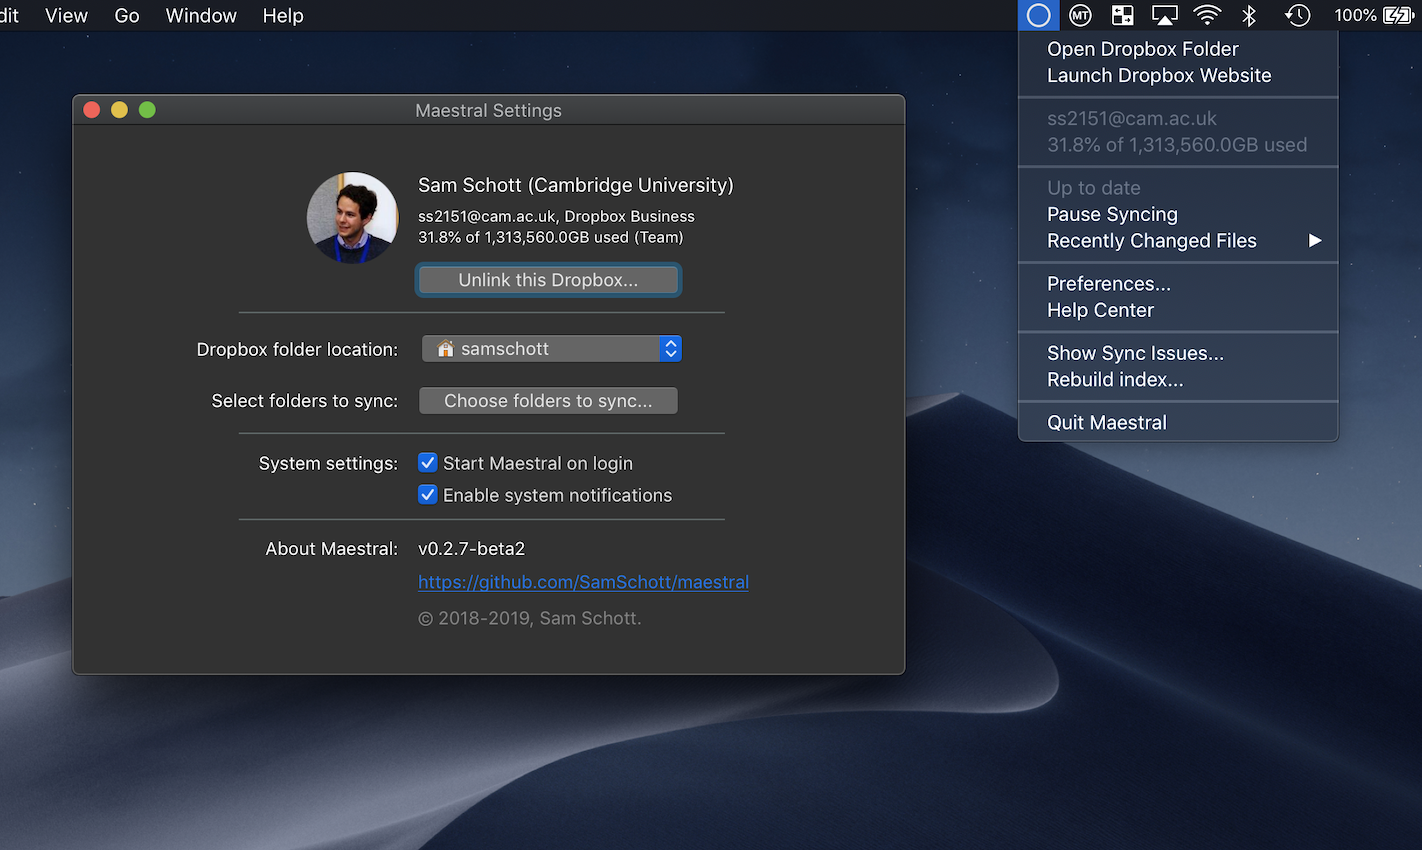 dit View Go Window Help
MT
100%
Open Dropbox Folder
Launch Dropbox Website
ss2151@cam.ac.uk
31.8% of 1,313,560.0GB used
Up to date
Pause Syncing
Recently Changed Files
Preferences...
Help Center
Show Sync Issues...
Rebuild index...
Quit Maestral
Maestral Settings
Sam Schott (Cambridge University)
ss2151@cam.ac.uk, Dropbox Business
31.8% of 1,313,560.0GB used (Team)
Unlink this Dropbox...
Dropbox folder location: samschott
Select folders to sync: Choose folders to sync...
System settings: Start Maestral on login
Enable system notifications
About Maestral: v0.2.7-beta2
https://github.com/SamSchott/maestral
© 2018-2019, Sam Schott.